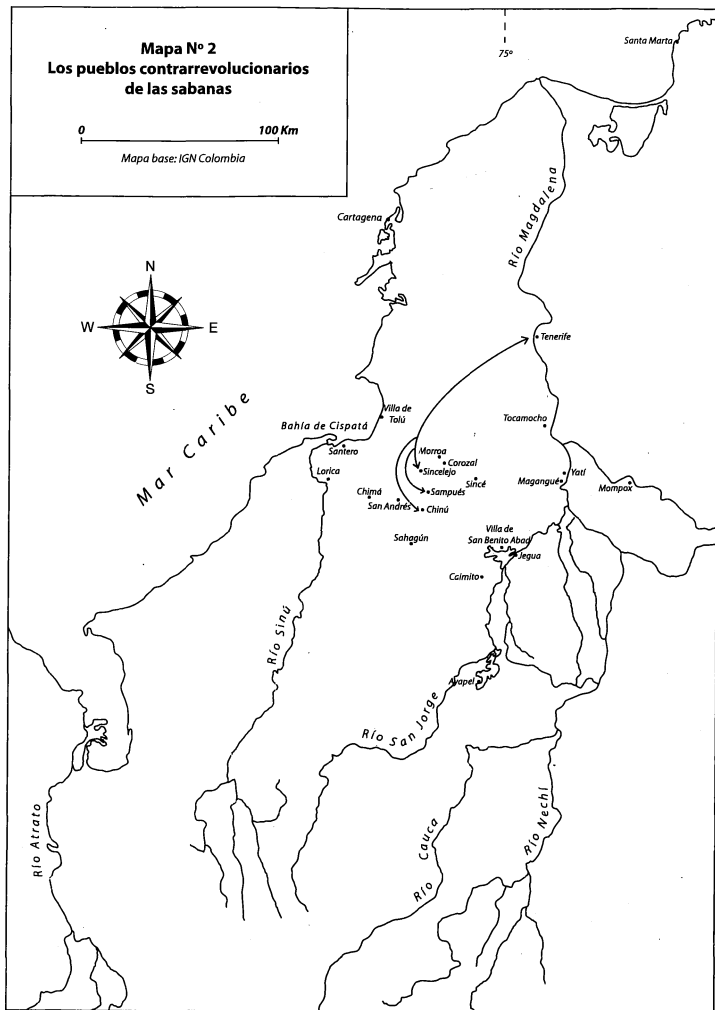 Mapa Nº 2
Los pueblos contrarrevolucionarios
de las sabanas
0 100 Km
Mapa base: IGN Colombia
75º
Santa Marta
Cartagena
Río Magdalena
N
W E
S
Tenerife
Mar Caribe
Villa de
Tolú
Bahía de Cispatá
Santero
Tocamocho
Morroa
Corozal
Sincelejo
Lorica
Sincé
Yatí
Magangué
Mompox
Chimá
San Andrés
Sampués
Chinú
Sahagún
Villa de
San Benito Abad
Jegua
Caimito
Río Sinú
Ayapel
Río San Jorge
Río Atrato
Río Cauca
Río Nechí